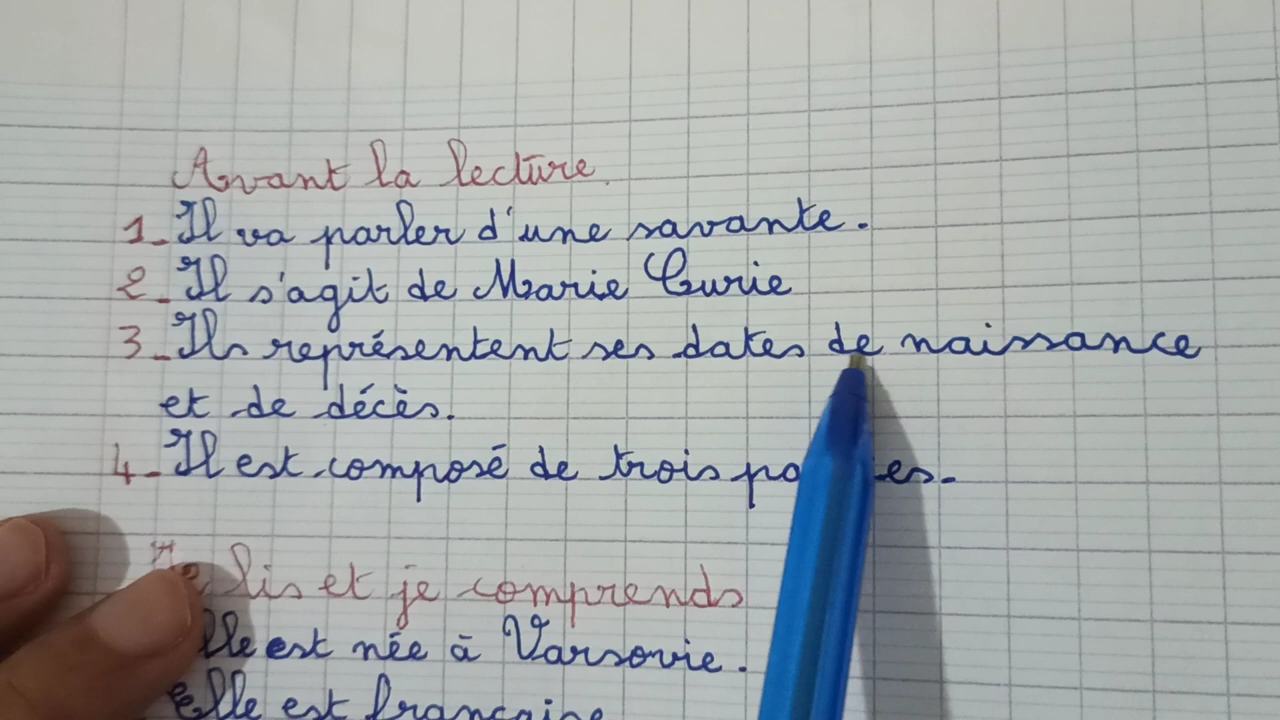 Avant la lecture.
1_ Il va parler d'une savante.
2_ Il s'agit de Marie Curie
3_ Ils représentent ses dates de naissance
et de décès.
4_ Il est composé de trois
lis et je comprends
est née à Varsovie.
Elle est française